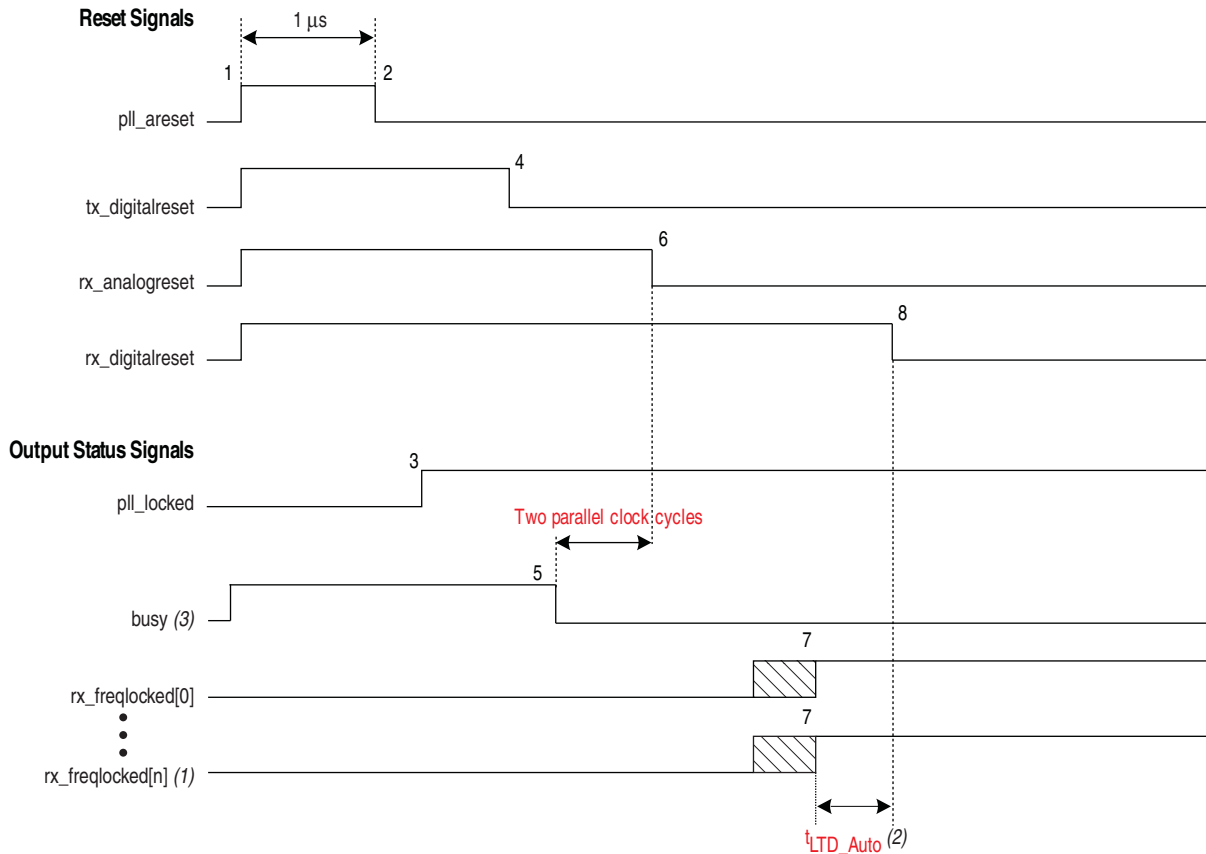 Reset Signals
1 μs
1
2
pll_areset
4
tx_digitalreset
6
rx_analogreset
8
rx_digitalreset
Output Status Signals
3
pll_locked
Two parallel clock cycles
5
busy (3)
7
rx_freqlocked[0]
7
rx_freqlocked[n] (1)
tLTD_Auto (2)